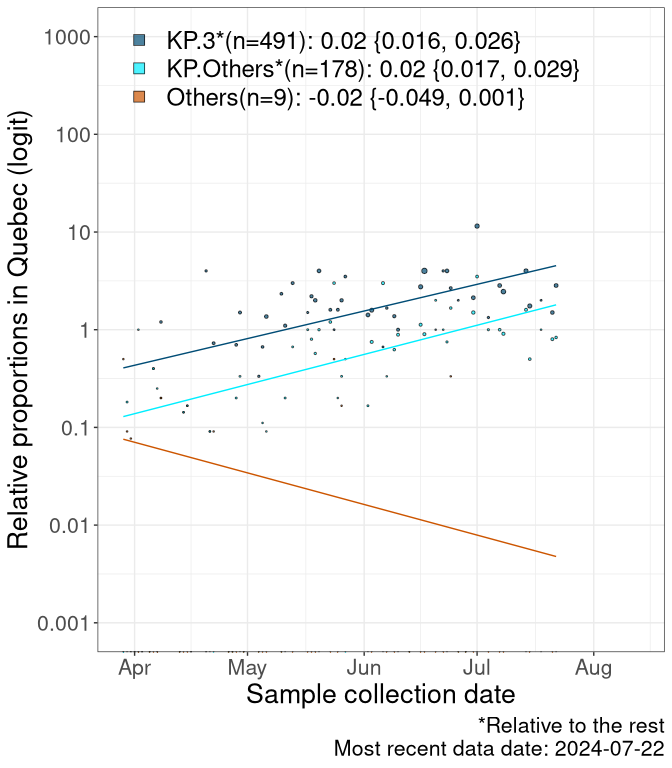 KP.3*(n=491): 0.02 {0.016, 0.026}
KP.Others*(n=178): 0.02 {0.017, 0.029}
Others(n=9): -0.02 {-0.049, 0.001}
Relative proportions in Quebec (logit)
1000
100
10
1
0.1
0.01
0.001
Apr May Jun Jul Aug
Sample collection date
*Relative to the rest
Most recent data date: 2024-07-22